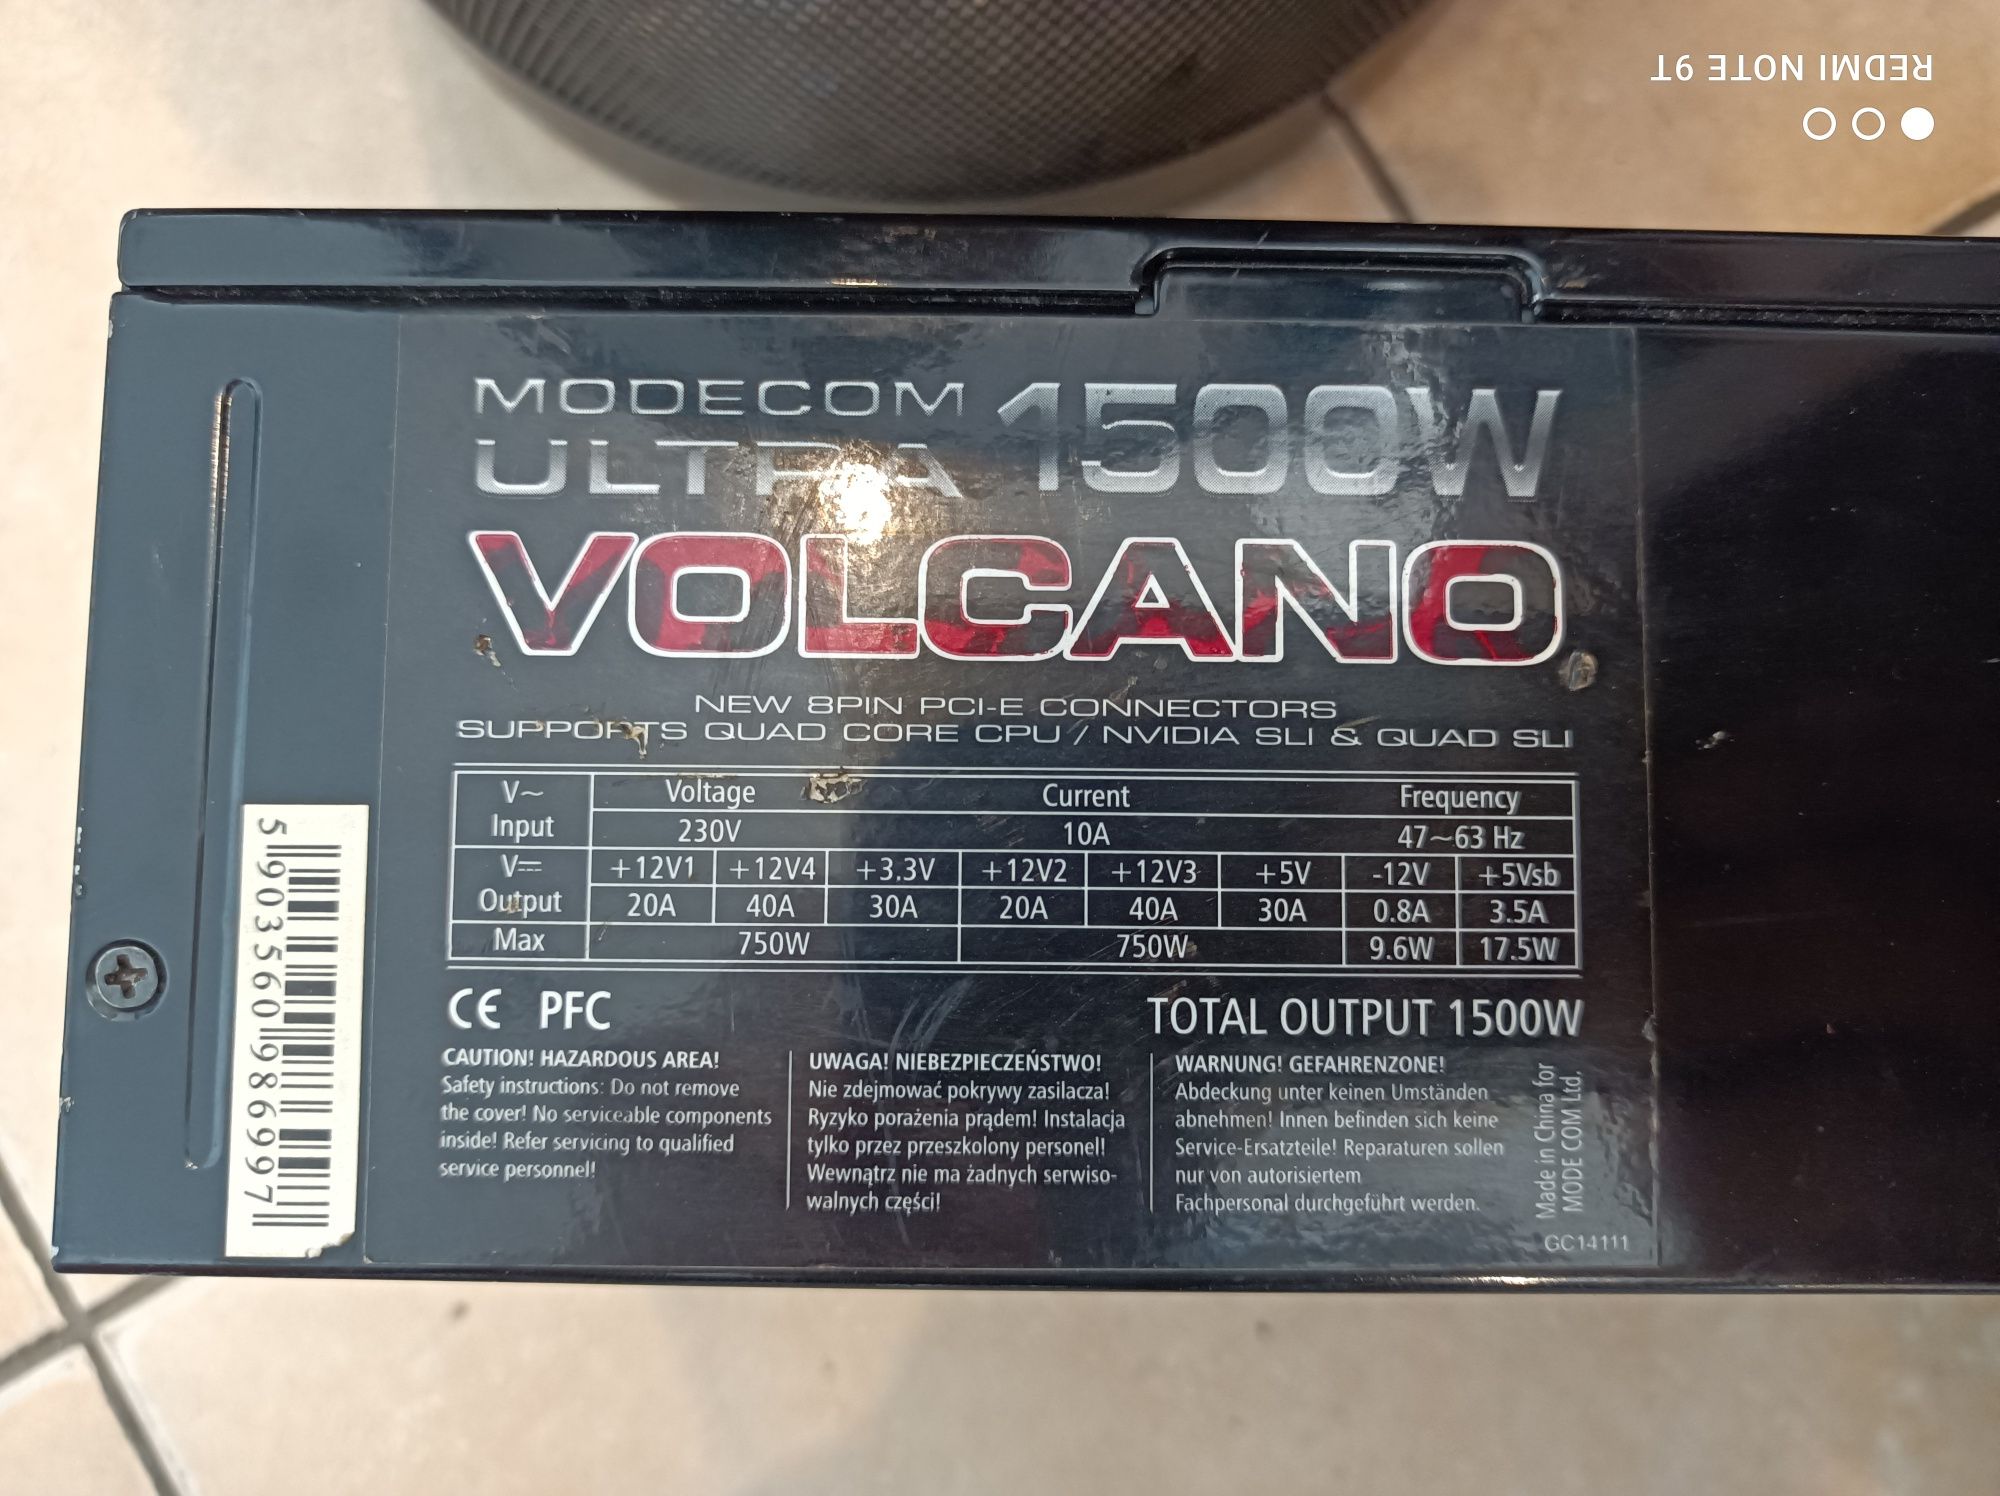 REDMI NOTE 9T
MODECOM
ULTRA 1500W
VOLCANO
NEW 8PIN PCI-E CONNECTORS
SUPPORTS QUAD CORE CPU / NVIDIA SLI & QUAD SLI
V~ Input Voltage Current Frequency
230V 10A 47~63 Hz
V⎓ Output +12V1 +12V4 +3.3V +12V2 +12V3 +5V -12V +5Vsb
20A 40A 30A 20A 40A 30A 0.8A 3.5A
Max 750W 750W 9.6W 17.5W
CE PFC TOTAL OUTPUT 1500W
CAUTION! HAZARDOUS AREA!
Safety instructions: Do not remove
the cover! No serviceable components
inside! Refer servicing to qualified
service personnel!
UWAGA! NIEBEZPIECZEŃSTWO!
Nie zdejmować pokrywy zasilacza!
Ryzyko porażenia prądem! Instalacja
tylko przez przeszkolony personel!
Wewnątrz nie ma żadnych serwiso-
walnych części!
WARNUNG! GEFAHRENZONE!
Abdeckung unter keinen Umständen
abnehmen! Innen befinden sich keine
Service-Ersatzteile! Reparaturen sollen
nur von autorisiertem
Fachpersonal durchgeführt werden.
Made in China for
MODE COM Ltd.
GC14111
5 903560 986997